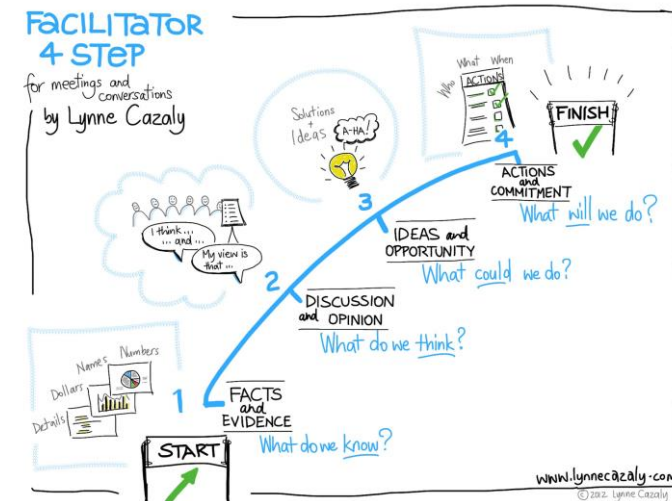 FACILITATOR
4 STEP
for meetings and
conversations
by Lynne Cazaly
What When
Who
ACTIONS
FINISH
Solutions
+
Ideas
A-HA!
4
ACTIONS
and
COMMITMENT
What will we do?
3
IDEAS and
OPPORTUNITY
What could we do?
I think...
... and ...
My view is
that ...
2
DISCUSSION
and OPINION
What do we think?
Numbers
Names
Dollars
Details
1
FACTS
and
EVIDENCE
What do we know?
START
www.lynnecazaly.com
© 2012 Lynne Cazaly